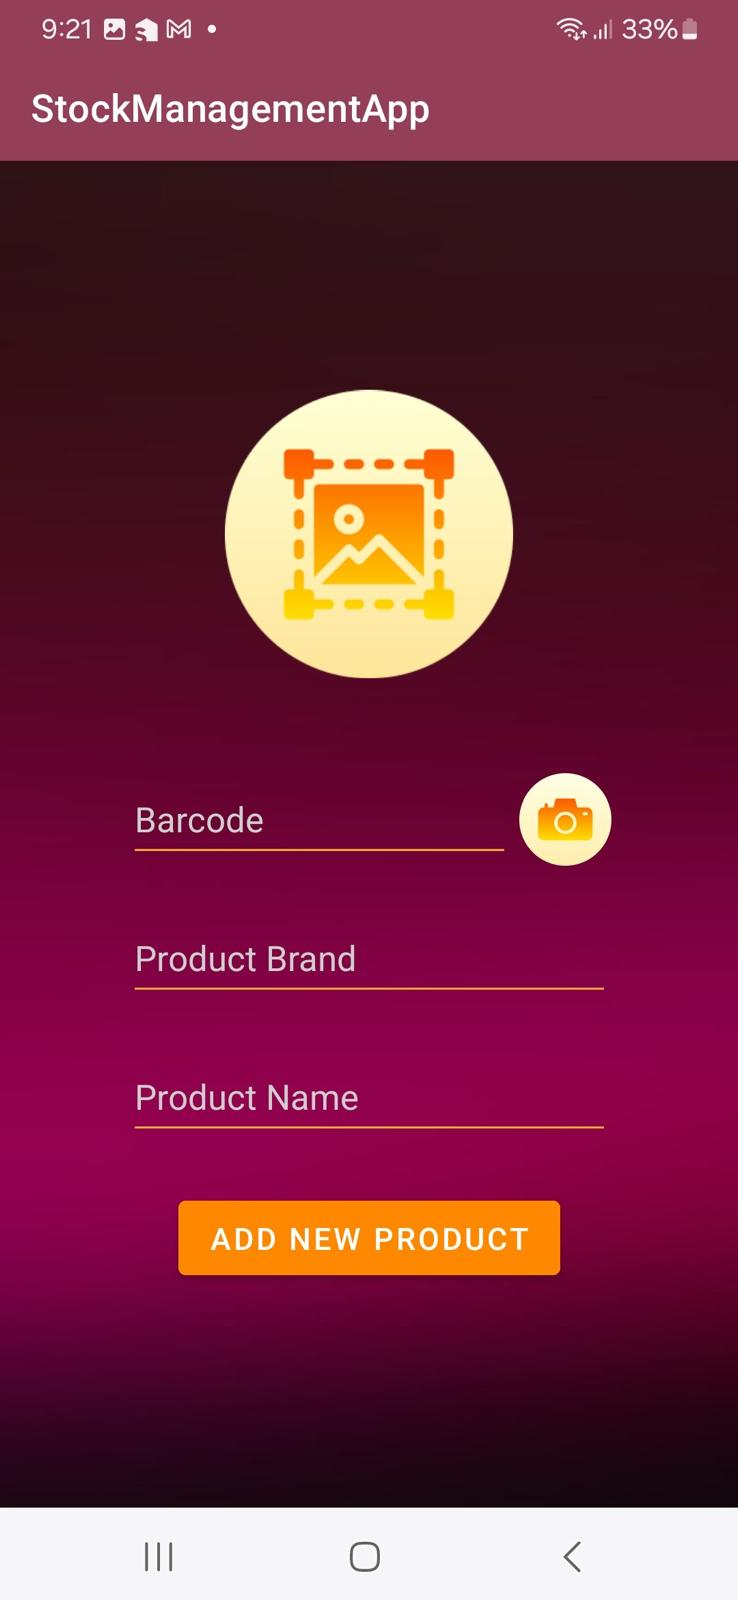 9:21 33%
StockManagementApp
Barcode
Product Brand
Product Name
ADD NEW PRODUCT